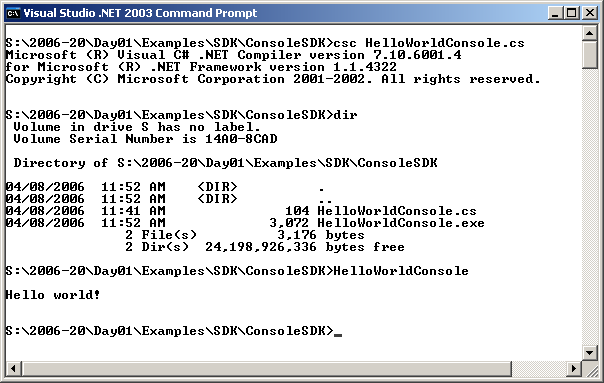 Visual Studio .NET 2003 Command Prompt
S:\2006-20\Day01\Examples\SDK\ConsoleSDK>csc HelloWorldConsole.cs
Microsoft (R) Visual C# .NET Compiler version 7.10.6001.4
for Microsoft (R) .NET Framework version 1.1.4322
Copyright (C) Microsoft Corporation 2001-2002. All rights reserved.
S:\2006-20\Day01\Examples\SDK\ConsoleSDK>dir
Volume in drive S has no label.
Volume Serial Number is 14A0-8CAD
Directory of S:\2006-20\Day01\Examples\SDK\ConsoleSDK
04/08/2006  11:52 AM    <DIR>          .
04/08/2006  11:52 AM    <DIR>          ..
04/08/2006  11:41 AM               104 HelloWorldConsole.cs
04/08/2006  11:52 AM             3,072 HelloWorldConsole.exe
2 File(s)          3,176 bytes
2 Dir(s)  24,198,926,336 bytes free
S:\2006-20\Day01\Examples\SDK\ConsoleSDK>HelloWorldConsole
Hello world!
S:\2006-20\Day01\Examples\SDK\ConsoleSDK>_